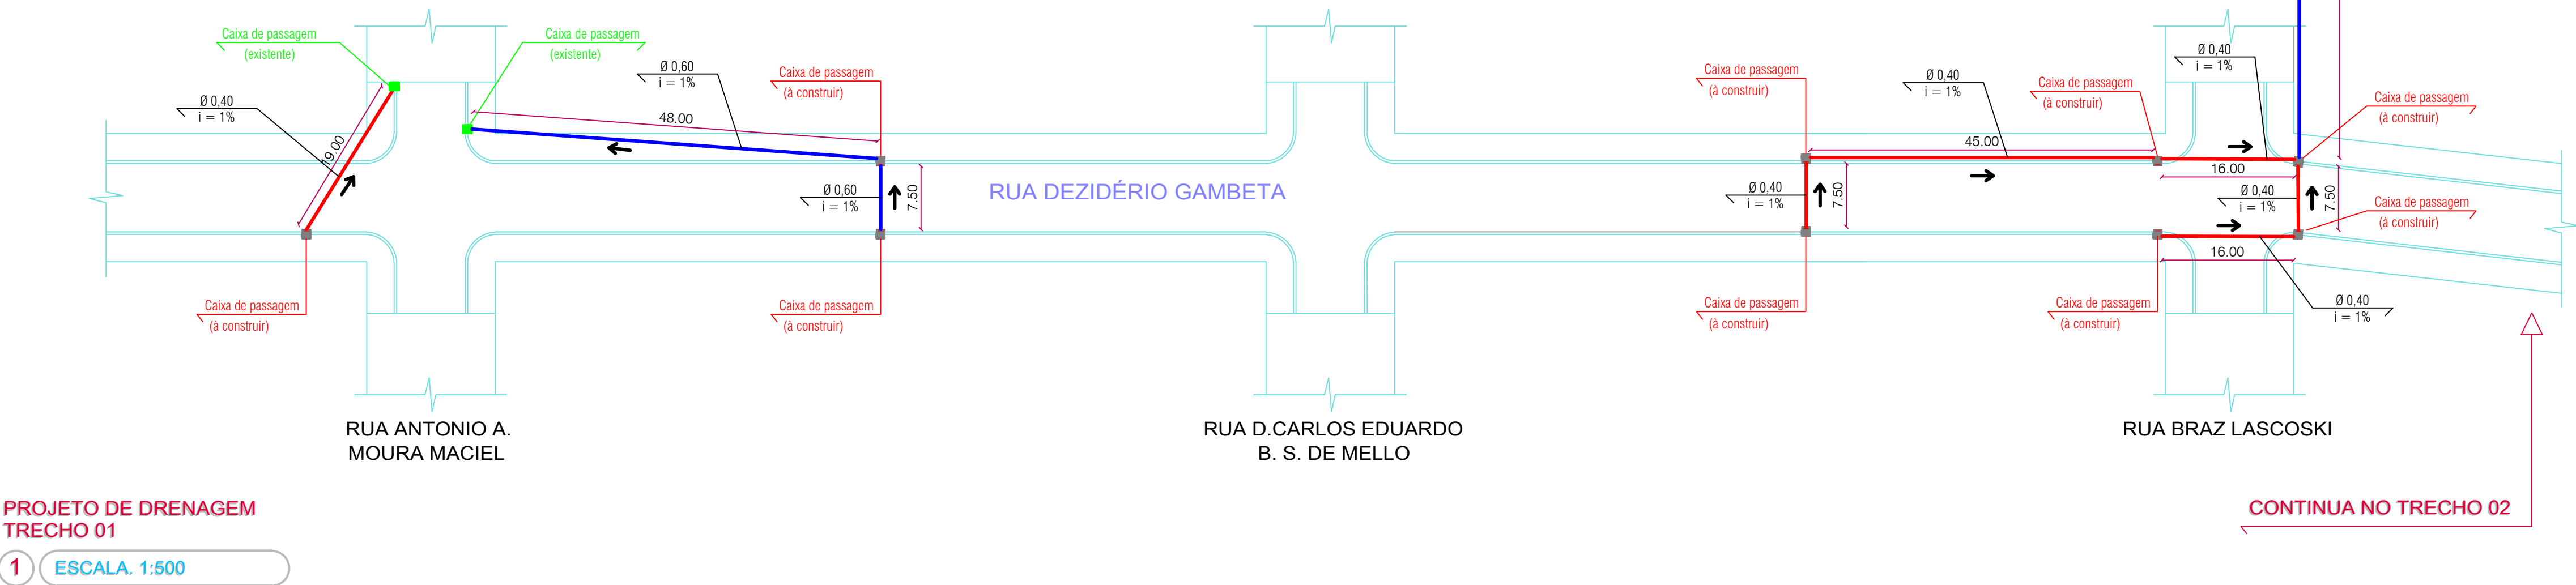 Caixa de passagem
(existente)
Caixa de passagem
(existente)
Ø 0,60
i = 1%
Caixa de passagem
(à construir)
Ø 0,40
i = 1%
19.00
48.00
Ø 0,60
i = 1%
7.50
RUA DEZIDÉRIO GAMBETA
Caixa de passagem
(à construir)
Ø 0,40
i = 1%
Caixa de passagem
(à construir)
Ø 0,40
i = 1%
Caixa de passagem
(à construir)
45.00
16.00
Ø 0,40
i = 1%
7.50
Ø 0,40
i = 1%
7.50
Caixa de passagem
(à construir)
16.00
Caixa de passagem
(à construir)
Caixa de passagem
(à construir)
Caixa de passagem
(à construir)
Caixa de passagem
(à construir)
Ø 0,40
i = 1%
RUA ANTONIO A.
MOURA MACIEL
RUA D.CARLOS EDUARDO
B. S. DE MELLO
RUA BRAZ LASCOSKI
PROJETO DE DRENAGEM
TRECHO 01
1 ESCALA. 1:500
CONTINUA NO TRECHO 02